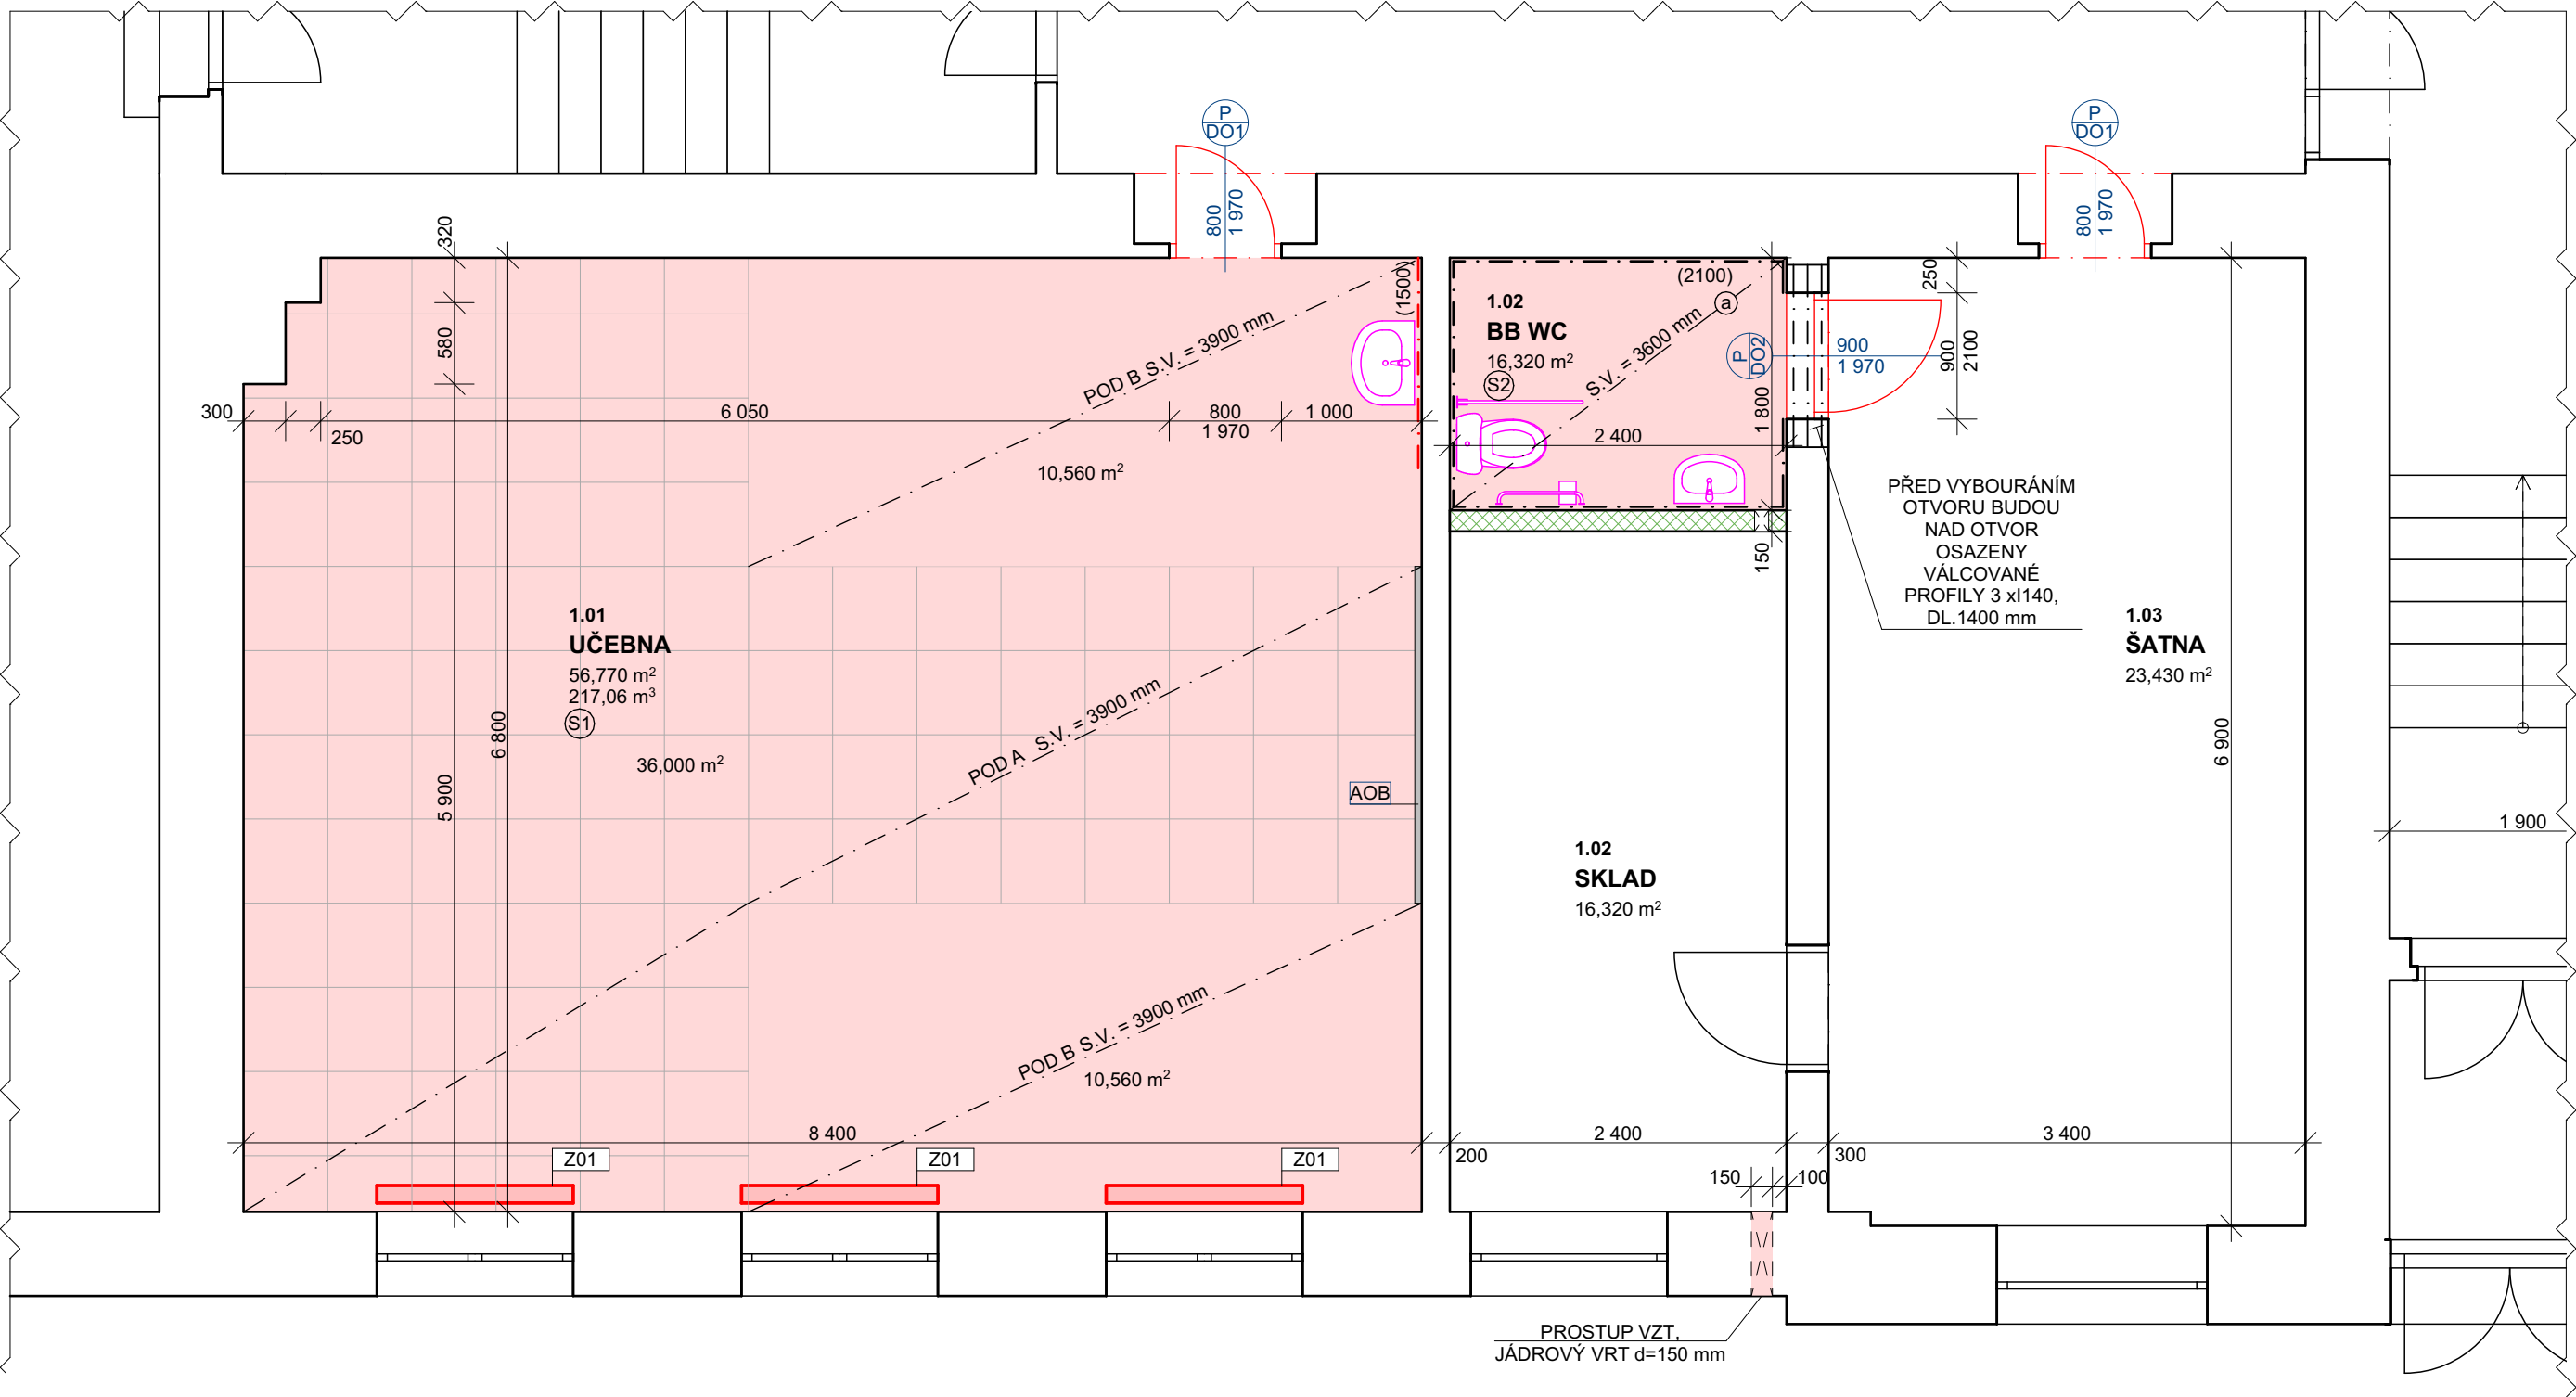 P
DO1
800
1 970
P
DO1
800
1 970
320
580
300
250
6 050
800
1 970
1 000
(1500)
POD B S.V. = 3900 mm
10,560 m²
1.02
BB WC
16,320 m²
S2
(2100)
a
S.V. = 3600 mm
P
DO2
900
1 970
250
900
2100
1 800
2 400
150
PŘED VYBOURÁNÍM
OTVORU BUDOU
NAD OTVOR
OSAZENY
VÁLCOVANÉ
PROFILY 3 xI140,
DL.1400 mm
1.01
UČEBNA
56,770 m²
217,06 m³
S1
36,000 m²
6 800
5 900
POD A S.V. = 3900 mm
AOB
1.03
ŠATNA
23,430 m²
6 900
1 900
1.02
SKLAD
16,320 m²
POD B S.V. = 3900 mm
10,560 m²
8 400
200
2 400
300
3 400
Z01
Z01
Z01
150
100
PROSTUP VZT,
JÁDROVÝ VRT d=150 mm